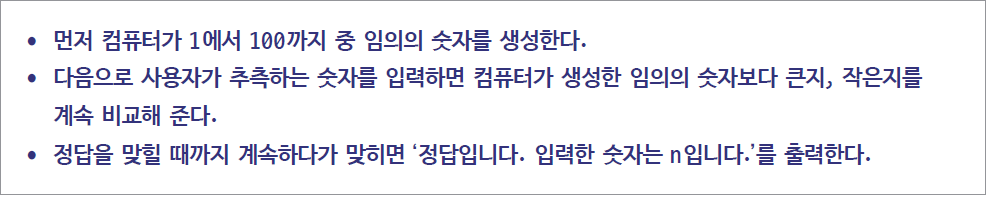 • 먼저 컴퓨터가 1에서 100까지 중 임의의 숫자를 생성한다.
• 다음으로 사용자가 추측하는 숫자를 입력하면 컴퓨터가 생성한 임의의 숫자보다 큰지, 작은지를
계속 비교해 준다.
• 정답을 맞힐 때까지 계속하다가 맞히면 ‘정답입니다. 입력한 숫자는 n입니다.’를 출력한다.